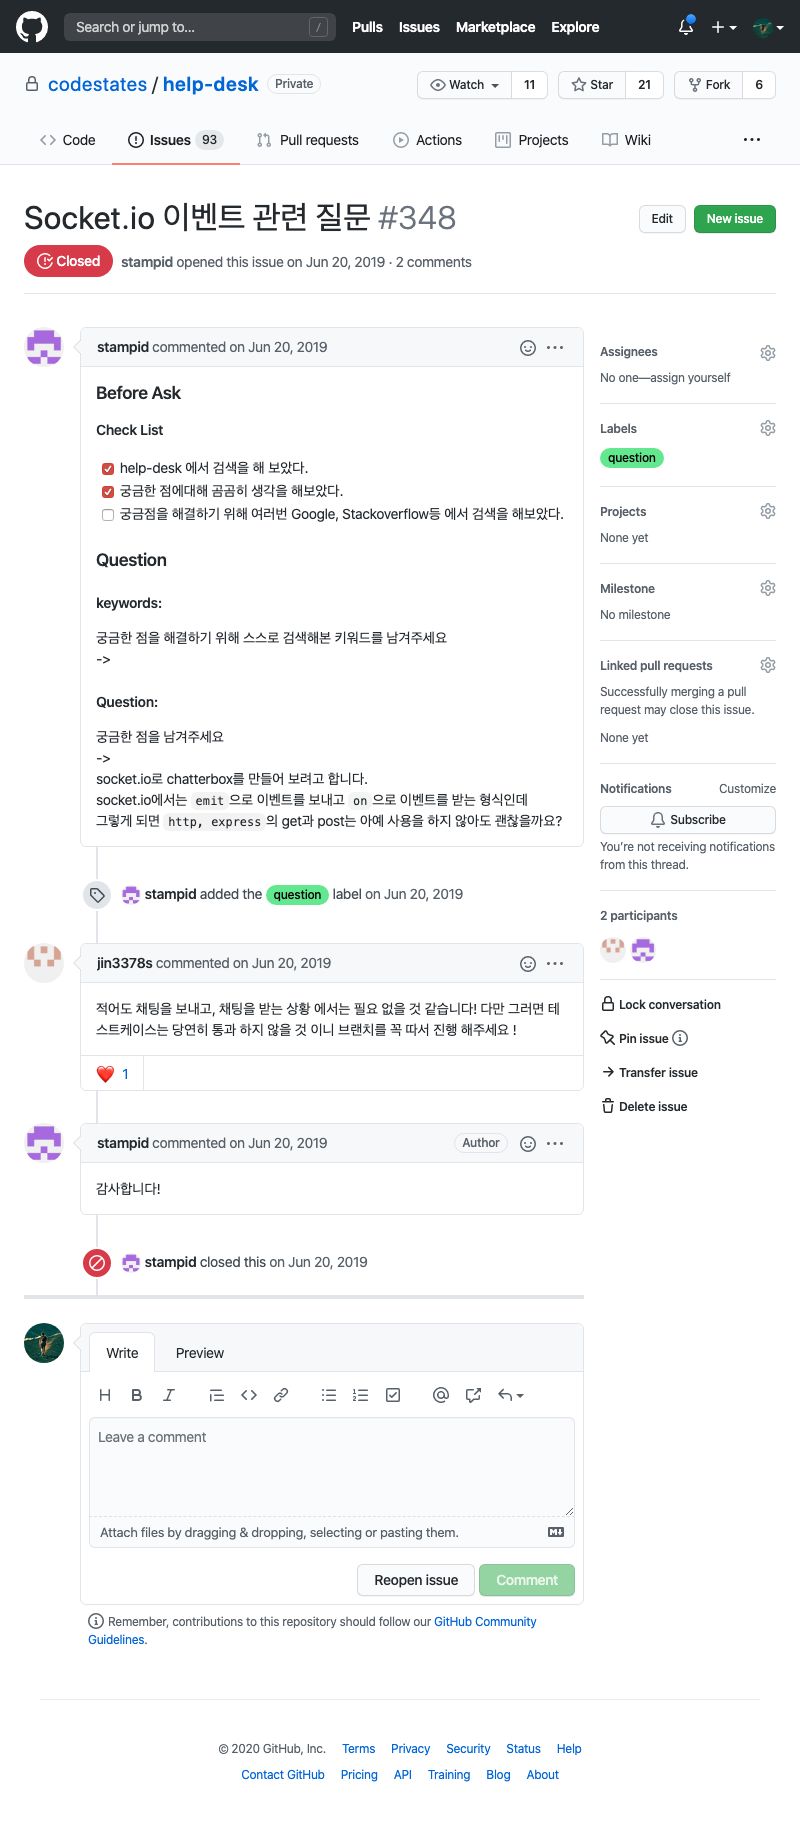 Search or jump to... /
Pulls Issues Marketplace Explore
codestates / help-desk Private
Watch 11 Star 21 Fork 6
Code Issues 93 Pull requests Actions Projects Wiki
Socket.io 이벤트 관련 질문 #348
Edit New issue
Closed stampid opened this issue on Jun 20, 2019 · 2 comments
stampid commented on Jun 20, 2019
Before Ask
Check List
help-desk 에서 검색을 해 보았다.
궁금한 점에대해 곰곰히 생각을 해보았다.
궁금점을 해결하기 위해 여러번 Google, Stackoverflow등 에서 검색을 해보았다.
Question
keywords:
궁금한 점을 해결하기 위해 스스로 검색해본 키워드를 남겨주세요
->
Question:
궁금한 점을 남겨주세요
->
socket.io로 chatterbox를 만들어 보려고 합니다.
socket.io에서는 emit 으로 이벤트를 보내고 on 으로 이벤트를 받는 형식인데
그렇게 되면 http, express 의 get과 post는 아예 사용을 하지 않아도 괜찮을까요?
stampid added the question label on Jun 20, 2019
jin3378s commented on Jun 20, 2019
적어도 채팅을 보내고, 채팅을 받는 상황 에서는 필요 없을 것 같습니다! 다만 그러면 테
스트케이스는 당연히 통과 하지 않을 것 이니 브랜치를 꼭 따서 진행 해주세요 !
❤️ 1
stampid commented on Jun 20, 2019 Author
감사합니다!
stampid closed this on Jun 20, 2019
Write Preview
H B I
Leave a comment
Attach files by dragging & dropping, selecting or pasting them.
Reopen issue Comment
Remember, contributions to this repository should follow our GitHub Community
Guidelines.
Assignees
No one—assign yourself
Labels
question
Projects
None yet
Milestone
No milestone
Linked pull requests
Successfully merging a pull
request may close this issue.
None yet
Notifications Customize
Subscribe
You're not receiving notifications
from this thread.
2 participants
Lock conversation
Pin issue
Transfer issue
Delete issue
© 2020 GitHub, Inc. Terms Privacy Security Status Help
Contact GitHub Pricing API Training Blog About